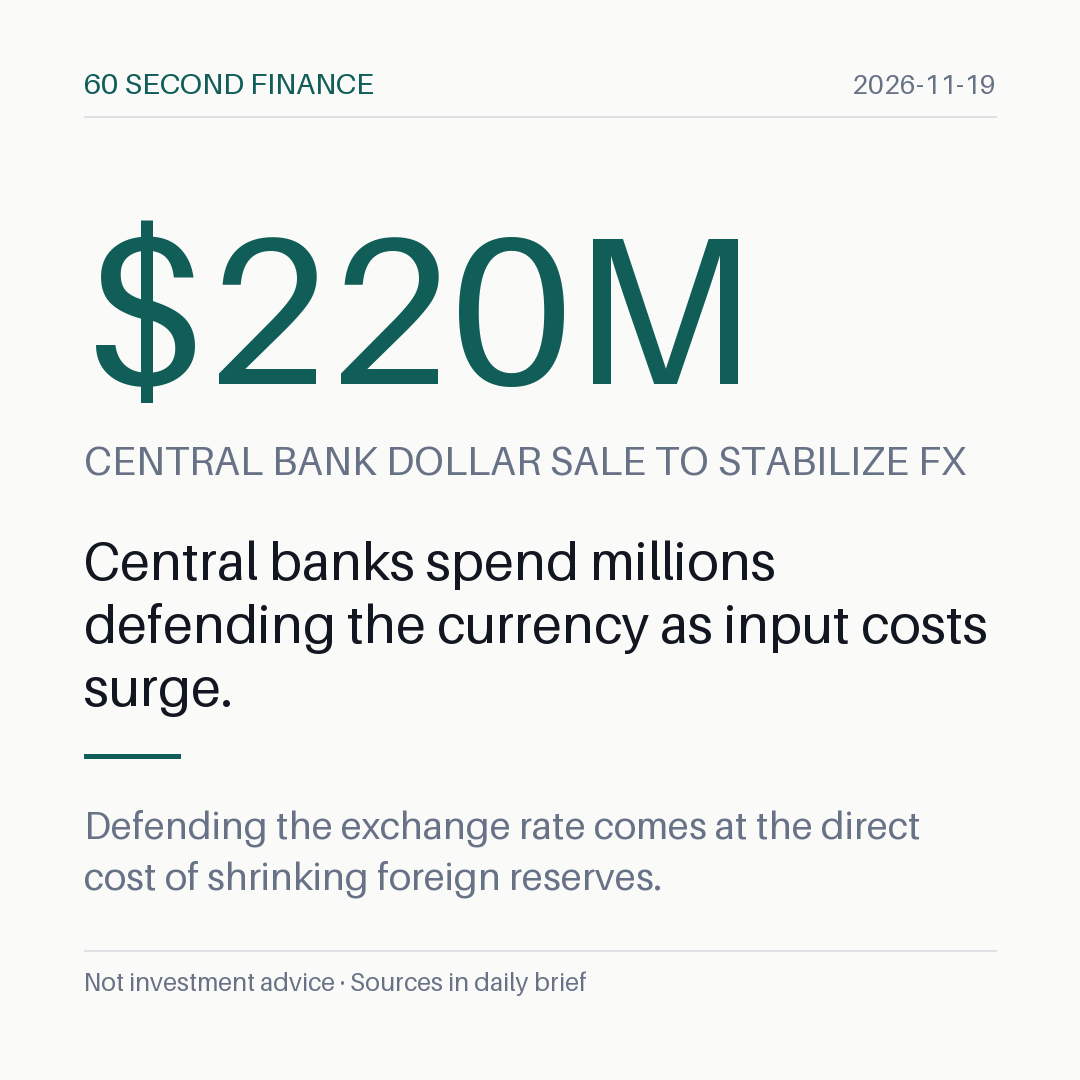 60 SECOND FINANCE
2026-11-19
$220M
CENTRAL BANK DOLLAR SALE TO STABILIZE FX
Central banks spend millions
defending the currency as input costs
surge.
Defending the exchange rate comes at the direct
cost of shrinking foreign reserves.
Not investment advice · Sources in daily brief